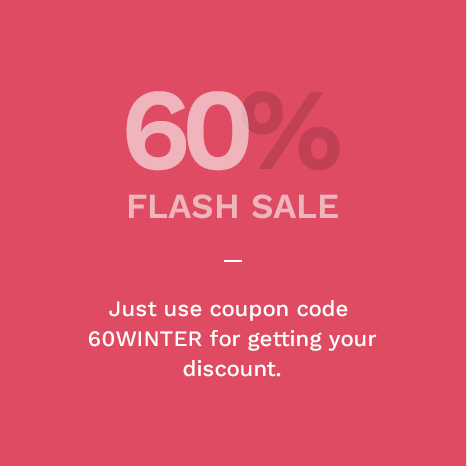 60%
FLASH SALE
Just use coupon code
60WINTER for getting your
discount.